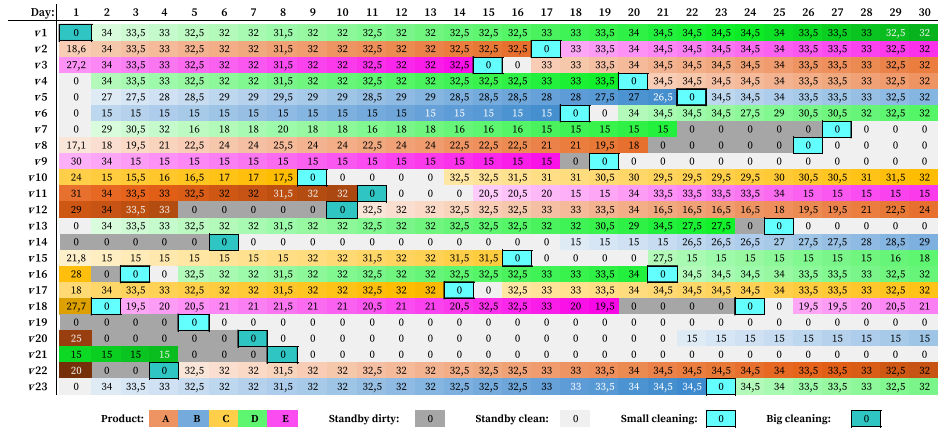 Day: 1 2 3 4 5 6 7 8 9 10 11 12 13 14 15 16 17 18 19 20 21 22 23 24 25 26 27 28 29 30
v1 0 34 33,5 33 32,5 32 32 31,5 32 32 32,5 32 32 32,5 32,5 32,5 33 33 33,5 34 34,5 34,5 34,5 34,5 34 33,5 33,5 33 32,5 32
v2 18,6 34 33,5 33 32,5 32 32 31,5 32 32 32,5 32 32 32,5 32,5 32,5 0 33 33,5 34 34,5 34,5 34,5 34,5 34 33,5 33,5 33 32,5 32
v3 27,2 34 33,5 33 32,5 32 32 31,5 32 32 32,5 32 32 32,5 0 0 33 33 33,5 34 34,5 34,5 34,5 34,5 34 33,5 33,5 33 32,5 32
v4 0 34 33,5 33 32,5 32 32 31,5 32 32 32,5 32 32 32,5 32,5 32,5 33 33 33,5 0 34,5 34,5 34,5 34,5 34 33,5 33,5 33 32,5 32
v5 0 27 27,5 28 28,5 29 29 29,5 29 29 28,5 29 29 28,5 28,5 28,5 28 28 27,5 27 26,5 0 34,5 34,5 34 33,5 33,5 33 32,5 32
v6 0 15 15 15 15 15 15 15 15 15 15 15 15 15 15 15 15 0 0 34 34,5 34,5 34,5 27,5 29 30,5 30,5 32 32,5 32
v7 0 29 30,5 32 16 18 18 20 18 18 16 18 18 16 16 16 15 15 15 15 15 0 0 0 0 0 0 0 0 0
v8 17,1 18 19,5 21 22,5 24 24 25,5 24 24 22,5 24 24 22,5 22,5 22,5 21 21 19,5 18 0 0 0 0 0 0 0 0 0 0
v9 30 34 15 15 15 15 15 15 15 15 15 15 15 15 15 15 15 0 0 0 0 0 0 0 0 0 0 0 0 0
v10 24 15 15,5 16 16,5 17 17 17,5 0 0 0 0 0 32,5 32,5 31,5 31 31 30,5 30 29,5 29,5 29,5 29,5 30 30,5 30,5 31 31,5 32
v11 31 34 33,5 33 32,5 32 32 31,5 32 32 0 0 0 0 20,5 20,5 20 15 15 34 33,5 33,5 33,5 33,5 34 15 15 15 15 15
v12 29 34 33,5 33 0 0 0 0 0 0 32,5 32 32 32,5 32,5 32,5 33 33 33,5 34 16,5 16,5 16,5 16,5 18 19,5 19,5 21 22,5 24
v13 0 34 33,5 33 32,5 32 32 31,5 32 32 32,5 32 32 32,5 32,5 32,5 32 32 30,5 29 34,5 27,5 27,5 0 0 0 0 0 0 0
v14 0 0 0 0 0 0 0 0 0 0 0 0 0 0 0 0 0 15 15 15 15 26,5 26,5 26,5 27 27,5 27,5 28 28,5 29
v15 21,8 15 15 15 15 15 15 15 32 32 31,5 32 32 31,5 31,5 0 0 0 0 0 27,5 15 15 15 15 15 15 15 16 18
v16 28 0 0 0 32,5 32 32 31,5 32 32 32,5 32 32 32,5 32,5 32,5 33 33 33,5 34 0 34,5 34,5 34,5 34 33,5 33,5 33 32,5 32
v17 18 34 33,5 33 32,5 32 32 31,5 32 32 32,5 32 32 0 0 32,5 33 33 33,5 34 34,5 34,5 34,5 34,5 34 33,5 33,5 33 32,5 32
v18 27,7 0 19,5 20 20,5 21 21 21,5 21 21 20,5 21 21 20,5 32,5 32,5 33 20 19,5 0 0 0 0 0 0 19,5 19,5 20 20,5 21
v19 0 0 0 0 0 0 0 0 0 0 0 0 0 0 0 0 0 0 0 0 0 0 0 0 0 0 0 0 0 0
v20 25 0 0 0 0 0 0 0 0 0 0 0 0 0 0 0 0 0 0 0 0 15 15 15 15 15 15 15 15 15
v21 15 15 15 15 0 0 0 0 0 0 0 0 0 0 0 0 0 0 0 0 0 0 0 0 0 0 0 0 0 0
v22 20 0 0 0 32,5 32 32 31,5 32 32 32,5 32 32 32,5 32,5 32,5 33 33 33,5 34 34,5 34,5 34,5 34,5 34 33,5 33,5 33 32,5 32
v23 0 34 33,5 33 32,5 32 32 31,5 32 32 32,5 32 32 32,5 32,5 32,5 33 33 33,5 34 34,5 34,5 0 34,5 34 33,5 33,5 33 32,5 32
Product: A B C D E Standby dirty: 0 Standby clean: 0 Small cleaning: 0 Big cleaning: 0